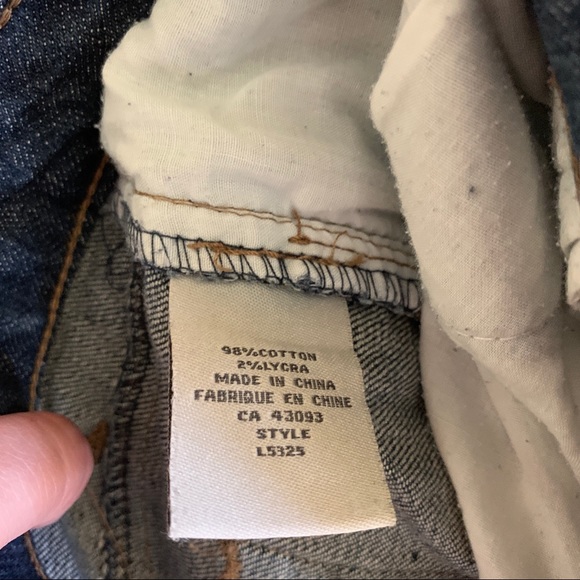 98%COTTON
2%LYCRA
MADE IN CHINA
FABRIQUE EN CHINE
CA 43093
STYLE
L5325